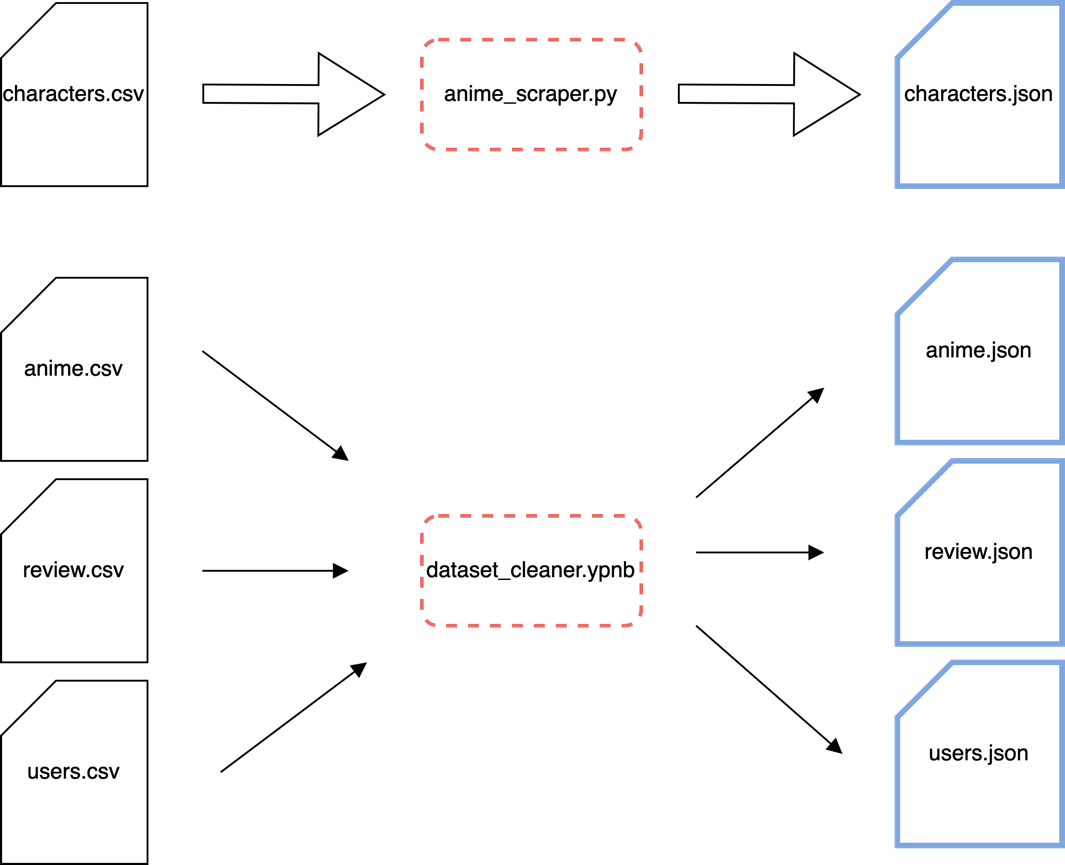 characters.csv
anime_scraper.py
characters.json
anime.csv
anime.json
review.csv
dataset_cleaner.ypnb
review.json
users.csv
users.json